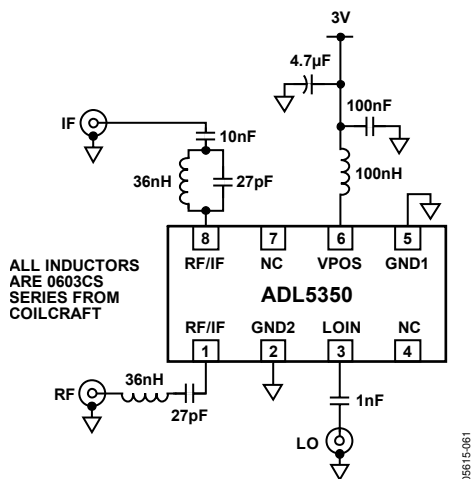 3V
4.7µF
100nF
IF
10nF
36nH
27pF
100nH
8
7
6
5
RF/IF
NC
VPOS
GND1
ALL INDUCTORS
ARE 0603CS
SERIES FROM
COILCRAFT
ADL5350
RF/IF
GND2
LOIN
NC
1
2
3
4
36nH
RF
27pF
1nF
LO
05615-061